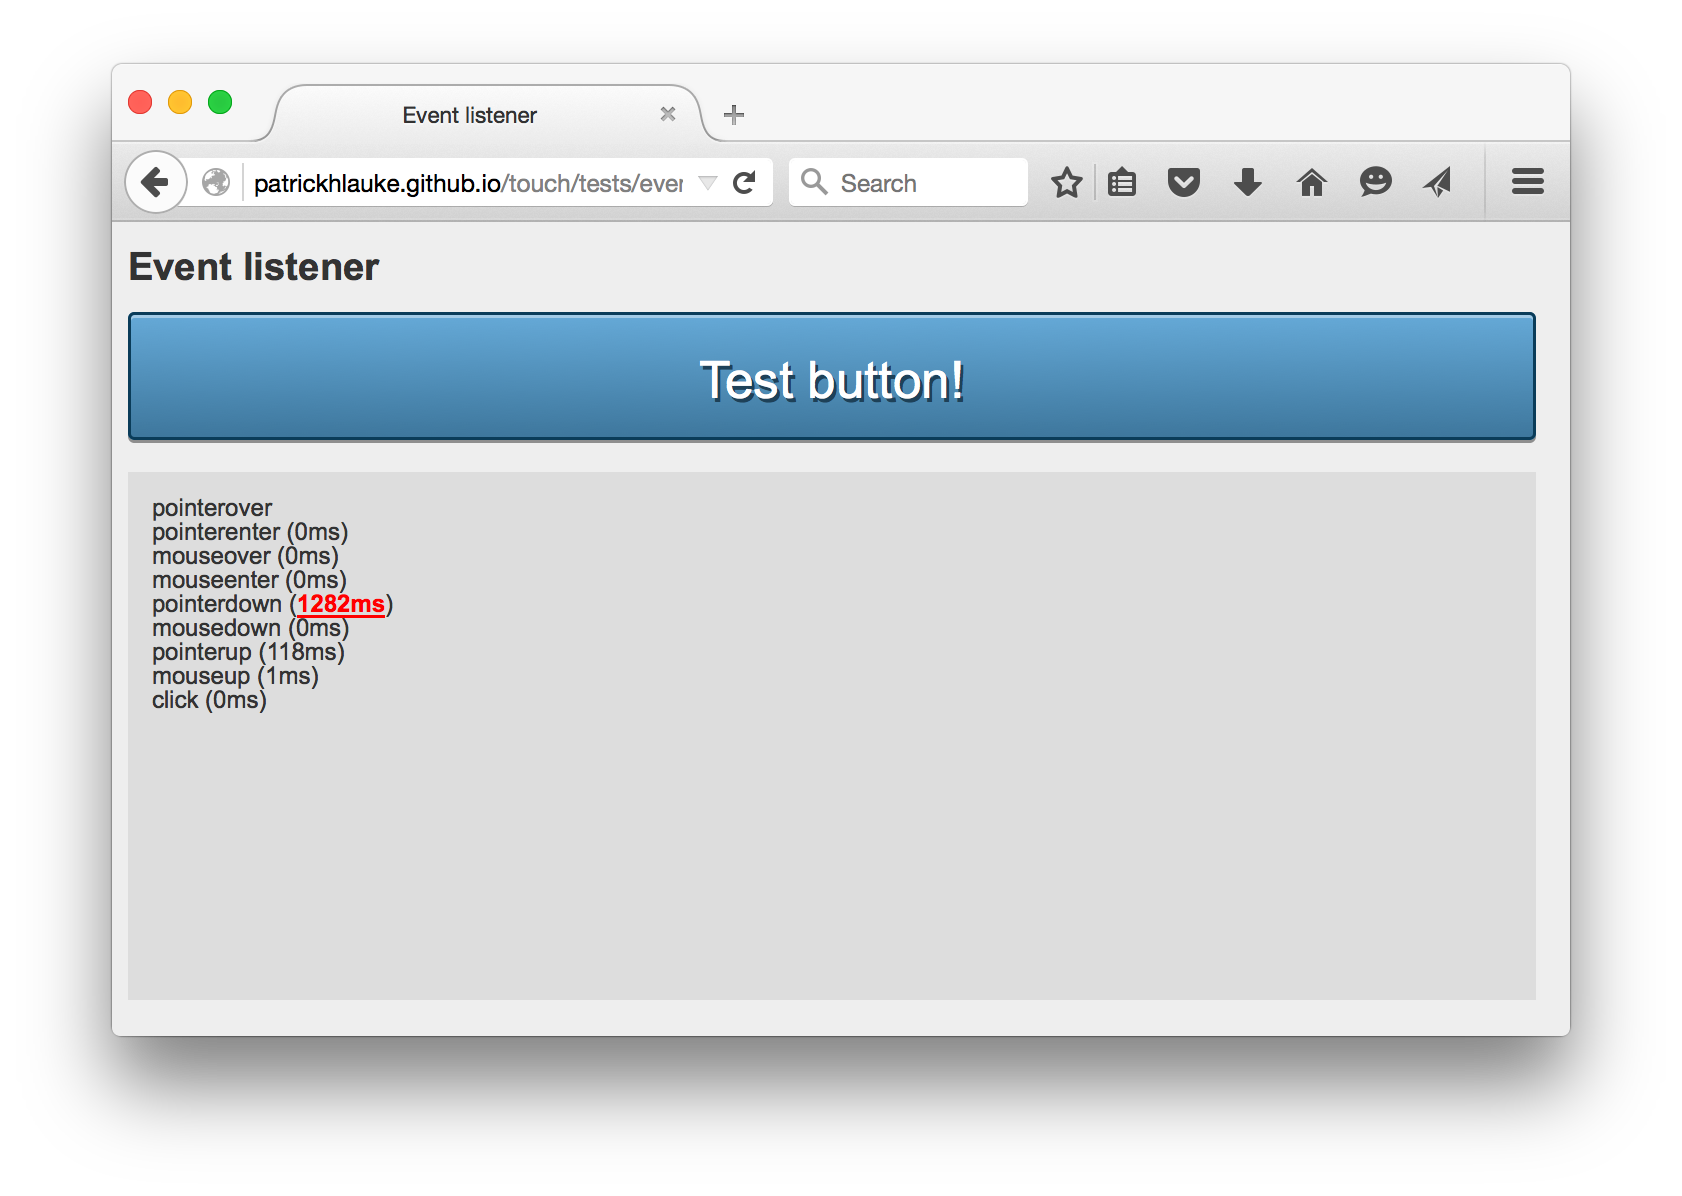 Event listener
patrickhlauke.github.io/touch/tests/ever
Search
Event listener
Test button!
pointerover
pointerenter (0ms)
mouseover (0ms)
mouseenter (0ms)
pointerdown (1282ms)
mousedown (0ms)
pointerup (118ms)
mouseup (1ms)
click (0ms)